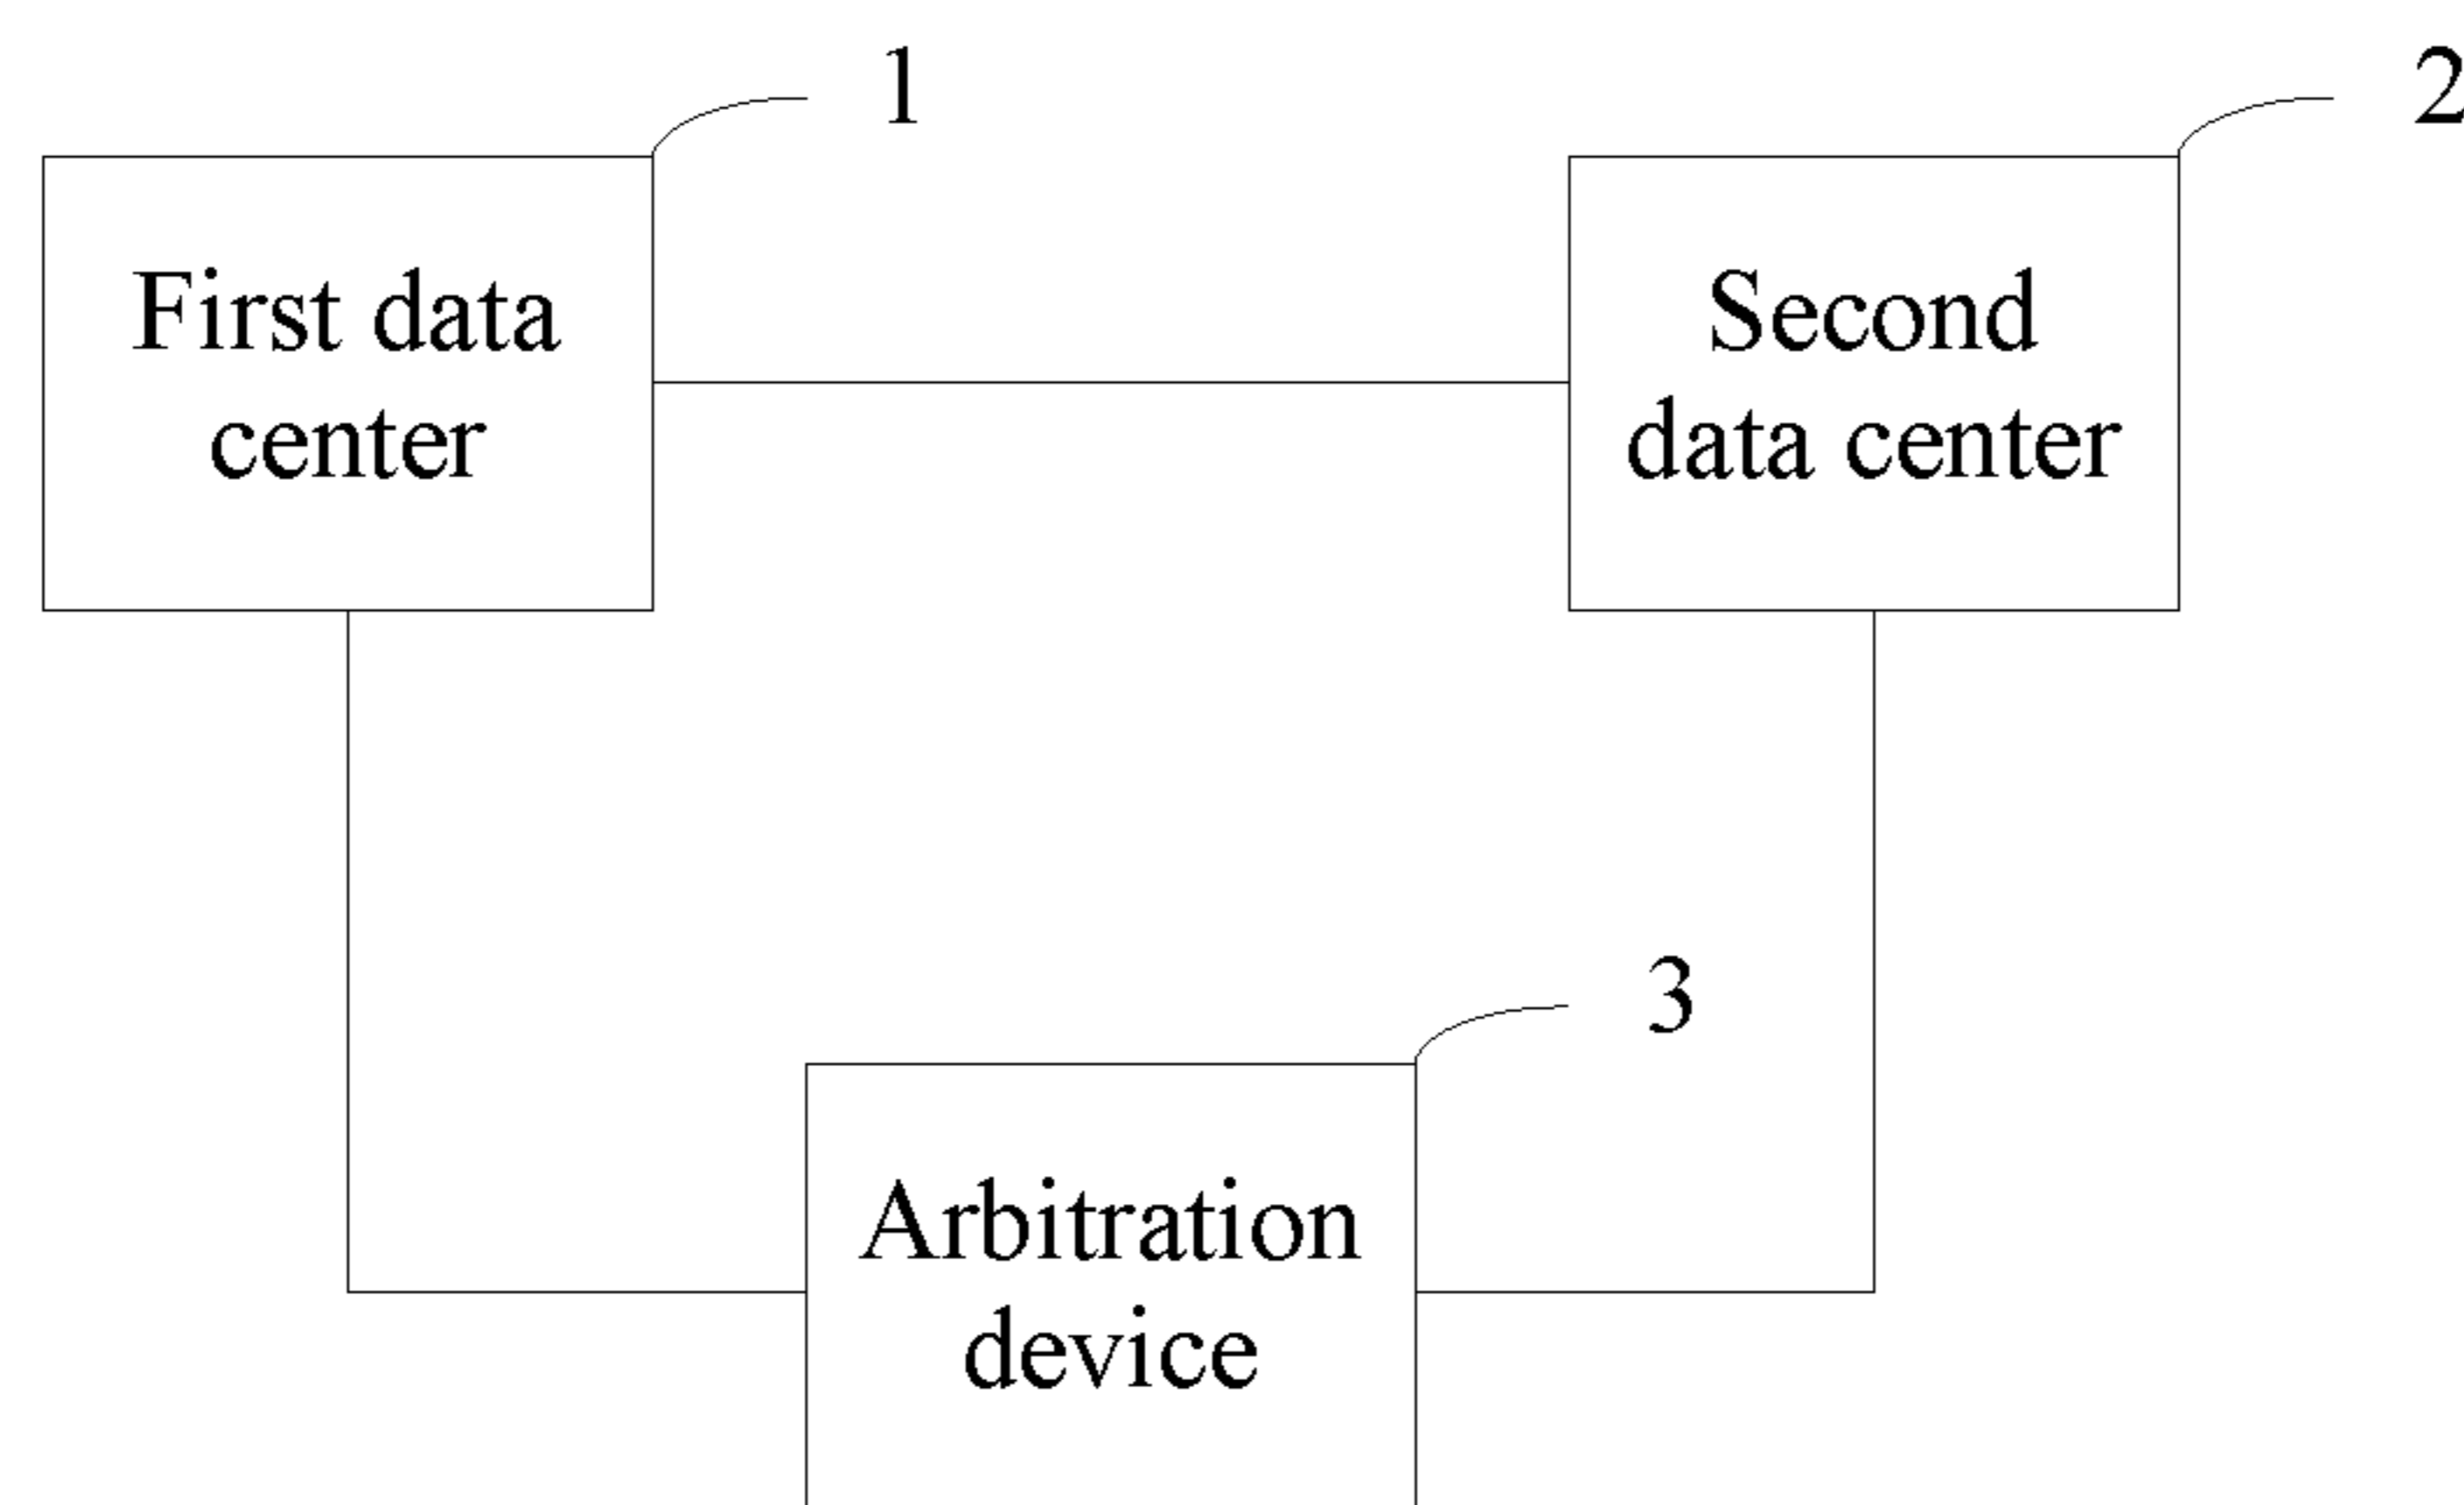 1
2
First data
center
Second
data center
3
Arbitration
device